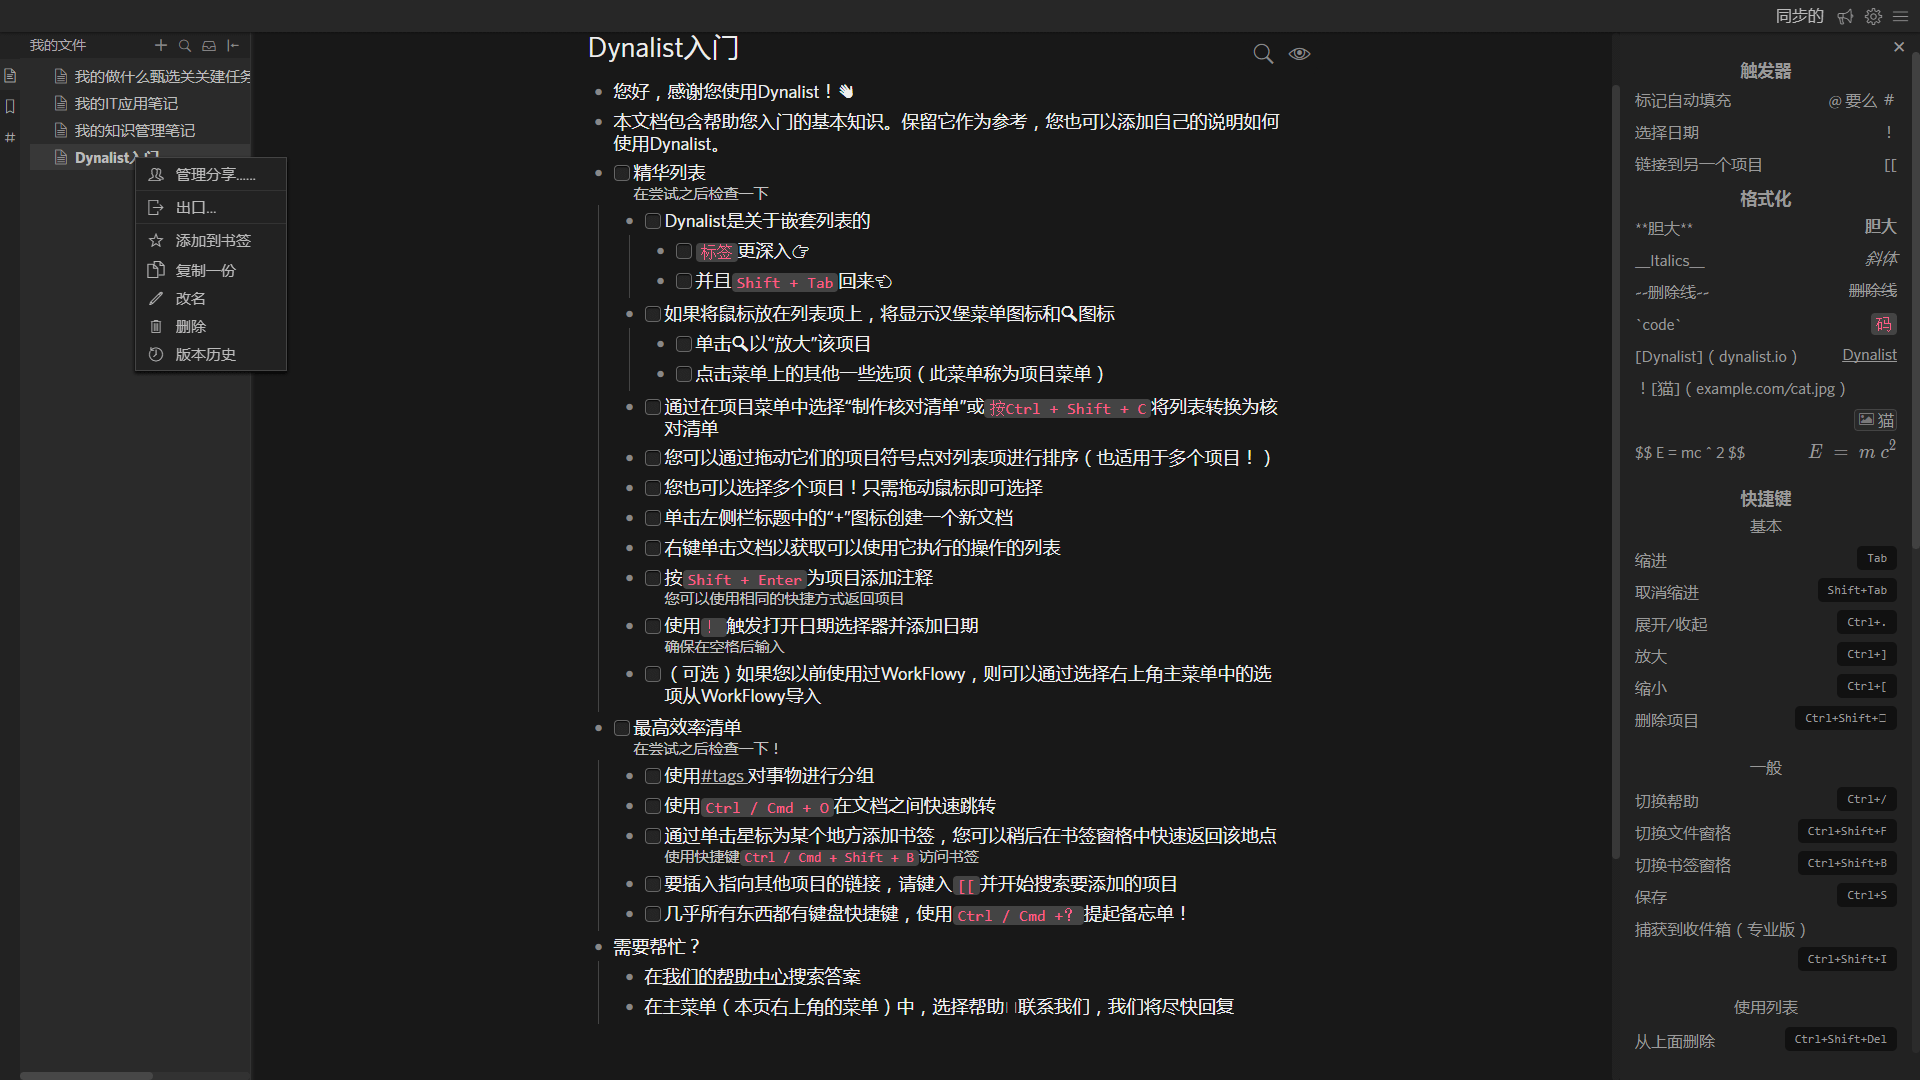 同步的
我的文件
我的做什么甄选关关建任务
我的IT应用笔记
我的知识管理笔记
Dynalist入门
管理分享......
出口...
添加到书签
复制一份
改名
删除
版本历史
Dynalist入门
您好，感谢您使用Dynalist！👋
本文档包含帮助您入门的基本知识。保留它作为参考，您也可以添加自己的说明如何
使用Dynalist。
精华列表
在尝试之后检查一下
Dynalist是关于嵌套列表的
标签更深入👉
并且Shift + Tab回来👈
如果将鼠标放在列表项上，将显示汉堡菜单图标和🔍图标
单击🔍以“放大”该项目
点击菜单上的其他一些选项（此菜单称为项目菜单）
通过在项目菜单中选择“制作核对清单”或按Ctrl + Shift + C将列表转换为核
对清单
您可以通过拖动它们的项目符号点对列表项进行排序（也适用于多个项目！）
您也可以选择多个项目！只需拖动鼠标即可选择
单击左侧栏标题中的“+”图标创建一个新文档
右键单击文档以获取可以使用它执行的操作的列表
按Shift + Enter为项目添加注释
您可以使用相同的快捷方式返回项目
使用！触发打开日期选择器并添加日期
确保在空格后输入
（可选）如果您以前使用过WorkFlowy，则可以通过选择右上角主菜单中的选
项从WorkFlowy导入
最高效率清单
在尝试之后检查一下！
使用#tags 对事物进行分组
使用Ctrl / Cmd + O在文档之间快速跳转
通过单击星标为某个地方添加书签，您可以稍后在书签窗格中快速返回该地点
使用快捷键Ctrl / Cmd + Shift + B访问书签
要插入指向其他项目的链接，请键入[[并开始搜索要添加的项目
几乎所有东西都有键盘快捷键，使用Ctrl / Cmd +？提起备忘单！
需要帮忙？
在我们的帮助中心搜索答案
在主菜单（本页右上角的菜单）中，选择帮助 联系我们，我们将尽快回复
触发器
标记自动填充 @ 要么 #
选择日期 ！
链接到另一个项目 [[
格式化
**胆大** 胆大
__Italics__ 斜体
--删除线-- 删除线
`code` 码
[Dynalist]（dynalist.io） Dynalist
！[猫]（example.com/cat.jpg）
猫
$$ E = mc ^ 2 $$ E = m c²
快捷键
基本
缩进 Tab
取消缩进 Shift+Tab
展开/收起 Ctrl+.
放大 Ctrl+]
缩小 Ctrl+[
删除项目 Ctrl+Shift+□
一般
切换帮助 Ctrl+/
切换文件窗格 Ctrl+Shift+F
切换书签窗格 Ctrl+Shift+B
保存 Ctrl+S
捕获到收件箱（专业版）
Ctrl+Shift+I
使用列表
从上面删除 Ctrl+Shift+Del